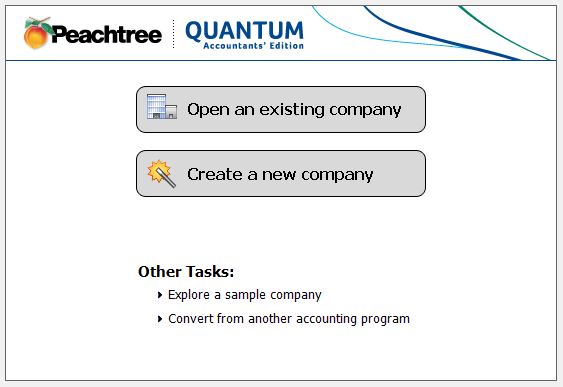 Peachtree
QUANTUM
Accountants' Edition
Open an existing company
Create a new company
Other Tasks:
Explore a sample company
Convert from another accounting program